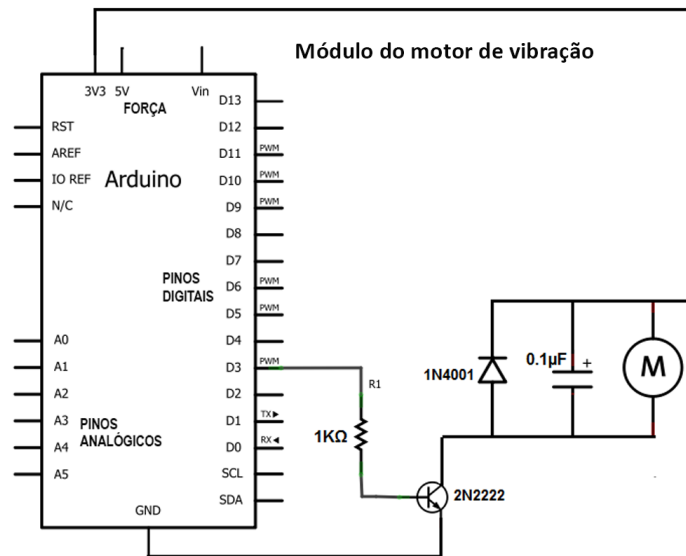 Módulo do motor de vibração
3V3 5V Vin
FORÇA
D13
RST
D12
AREF
D11 PWM
IO REF
Arduino
D10 PWM
N/C
D9 PWM
D8
D7
PINOS
DIGITAIS
D6 PWM
D5 PWM
A0
D4
A1
D3 PWM
A2
D2
A3
D1 TX▶
PINOS
ANALÓGICOS
A4
D0 RX◀
A5
SCL
SDA
GND
R1
1KΩ
2N2222
1N4001
0.1µF +
M